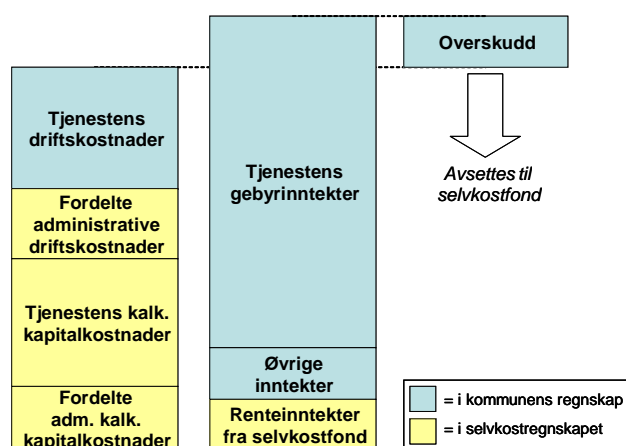 Overskudd
Tjenestens
driftskostnader
Tjenestens
gebyrinntekter
Avsettes til
selvkostfond
Fordelte
administrative
driftskostnader
Tjenestens kalk.
kapitalkostnader
Øvrige
inntekter
Fordelte
adm. kalk.
kapitalkostnader
Renteinntekter
fra selvkostfond
= i kommunens regnskap
= i selvkostregnskapet